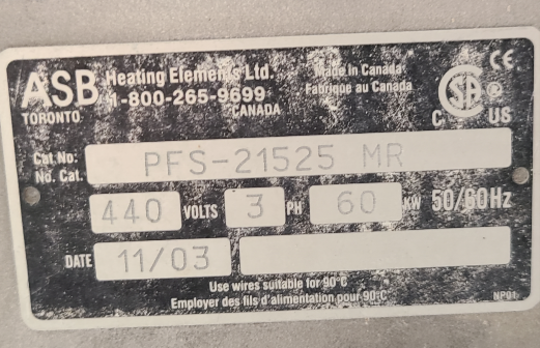 ASB Heating Elements Ltd.
1-800-265-9699
TORONTO CANADA
Made in Canada
Fabriqué au Canada
CE
SA ®
C US
Cat. No: PFS-21525 MR
No. Cat.
440 VOLTS 3 PH 60 KW 50/60Hz
DATE 11/03
Use wires suitable for 90°C
Employer des fils d'alimentation pour 90°C
NP01